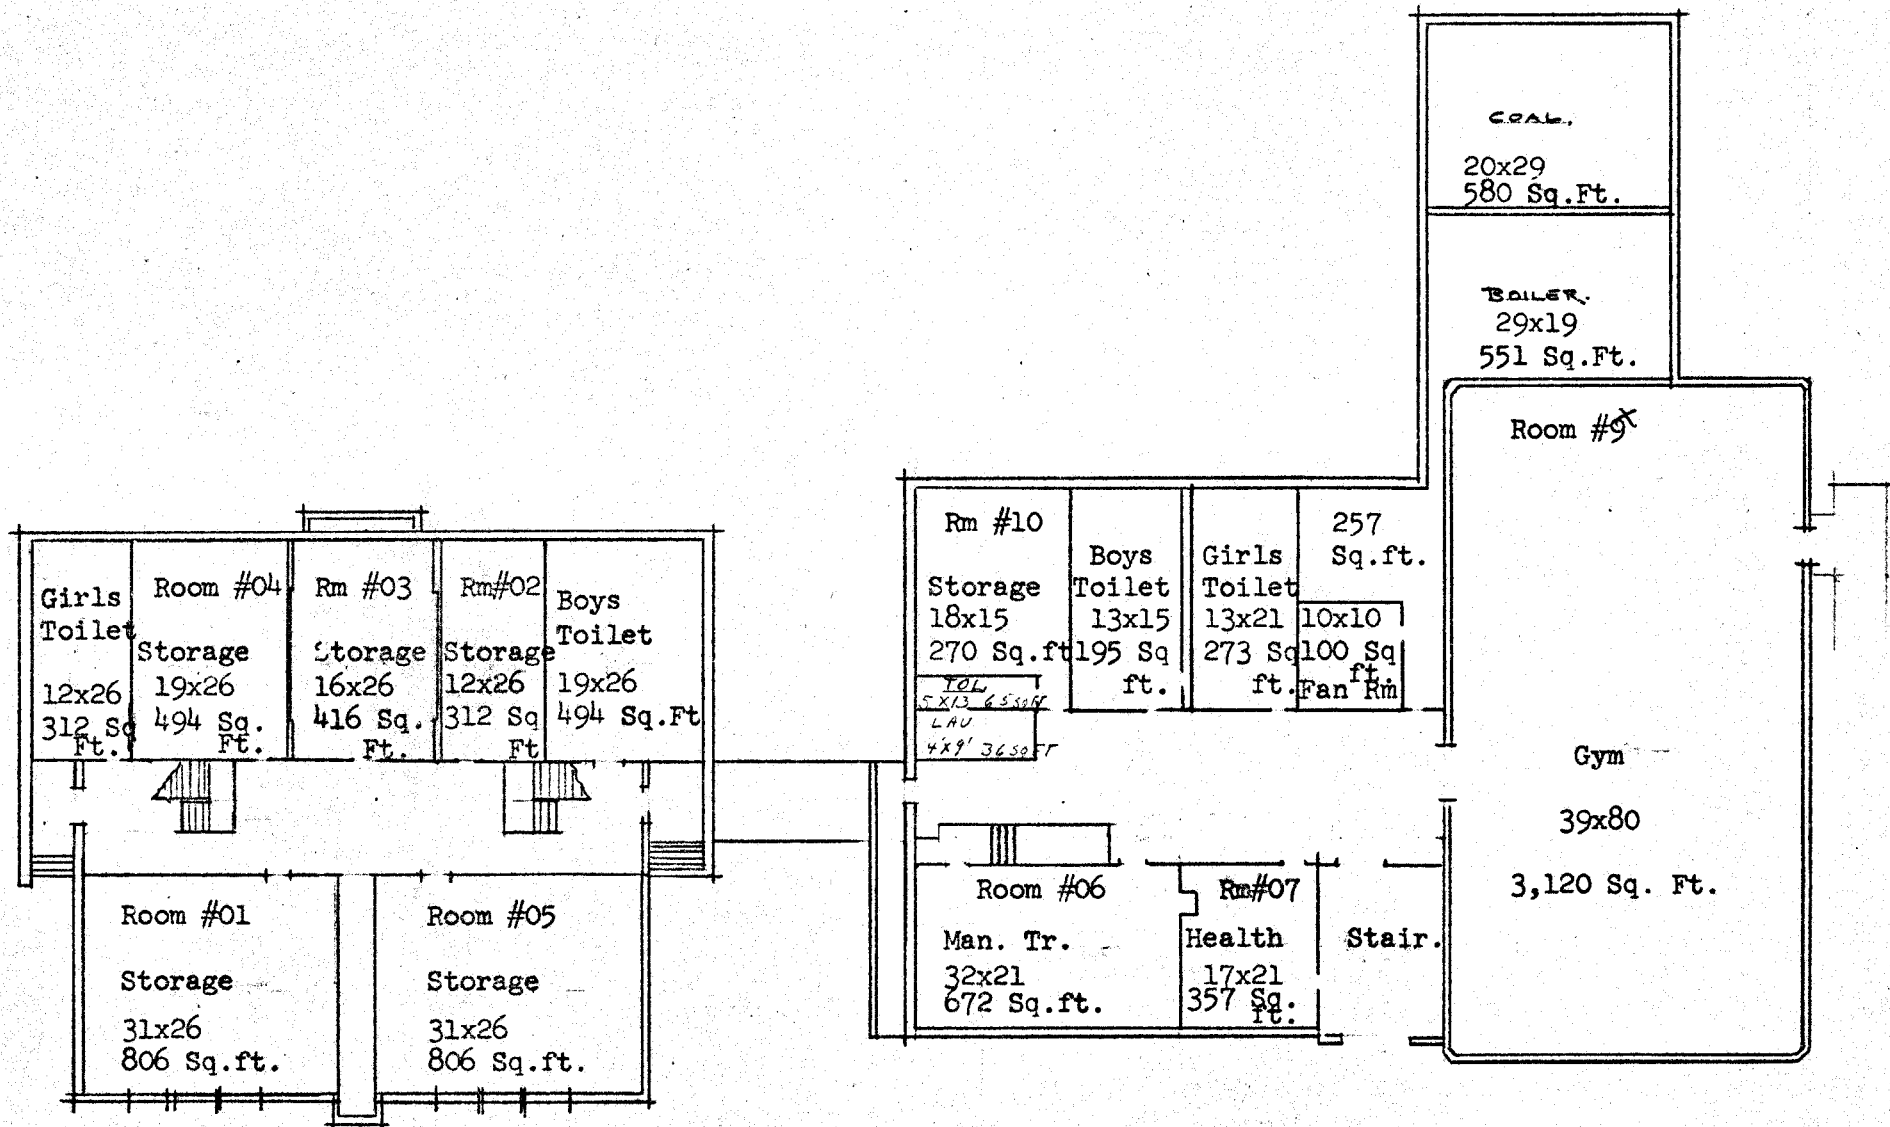 COAL.
20x29
580 Sq.Ft.
BOILER.
29x19
551 Sq.Ft.
Room #9
Gym
39x80
3,120 Sq. Ft.
Girls
Toilet
12x26
312 Sq
Ft.
Room #04
Storage
19x26
494 Sq.
Ft.
Rm #03
Storage
16x26
416 Sq.
Ft.
Rm#02
Storage
12x26
312 Sq
Ft
Boys
Toilet
19x26
494 Sq.Ft
Room #01
Storage
31x26
806 Sq.ft.
Room #05
Storage
31x26
806 Sq.ft.
Rm #10
Storage
18x15
270 Sq.ft
TOL
5X13 65 SQ FT
LAV
4'X9' 36 SQ FT
Boys
Toilet
13x15
195 Sq
ft.
Girls
Toilet
13x21
273 Sq
ft.
257
Sq.ft.
10x10
100 Sq
ft.
Fan Rm
Room #06
Man. Tr.
32x21
672 Sq.ft.
Rm#07
Health
17x21
357 Sq.
ft.
Stair.